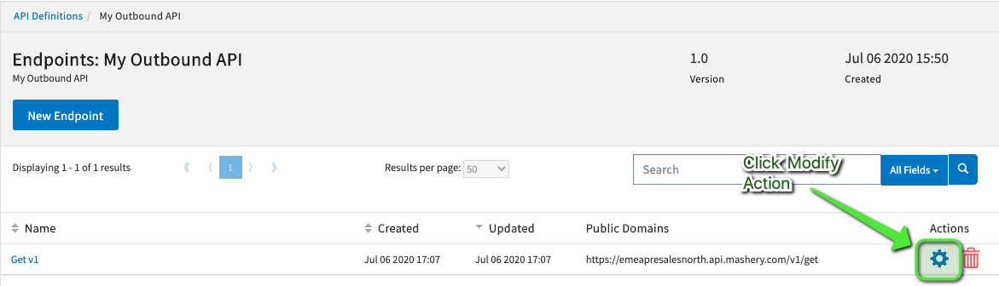 API Definitions / My Outbound API
Endpoints: My Outbound API
My Outbound API
1.0
Version
Jul 06 2020 15:50
Created
New Endpoint
Displaying 1 - 1 of 1 results
《 〈 1 〉 》
Results per page: 50
Search
All Fields
Click Modify
Action
Name Created Updated Public Domains Actions
Get v1 Jul 06 2020 17:07 Jul 06 2020 17:07 https://emeapresalesnorth.api.mashery.com/v1/get